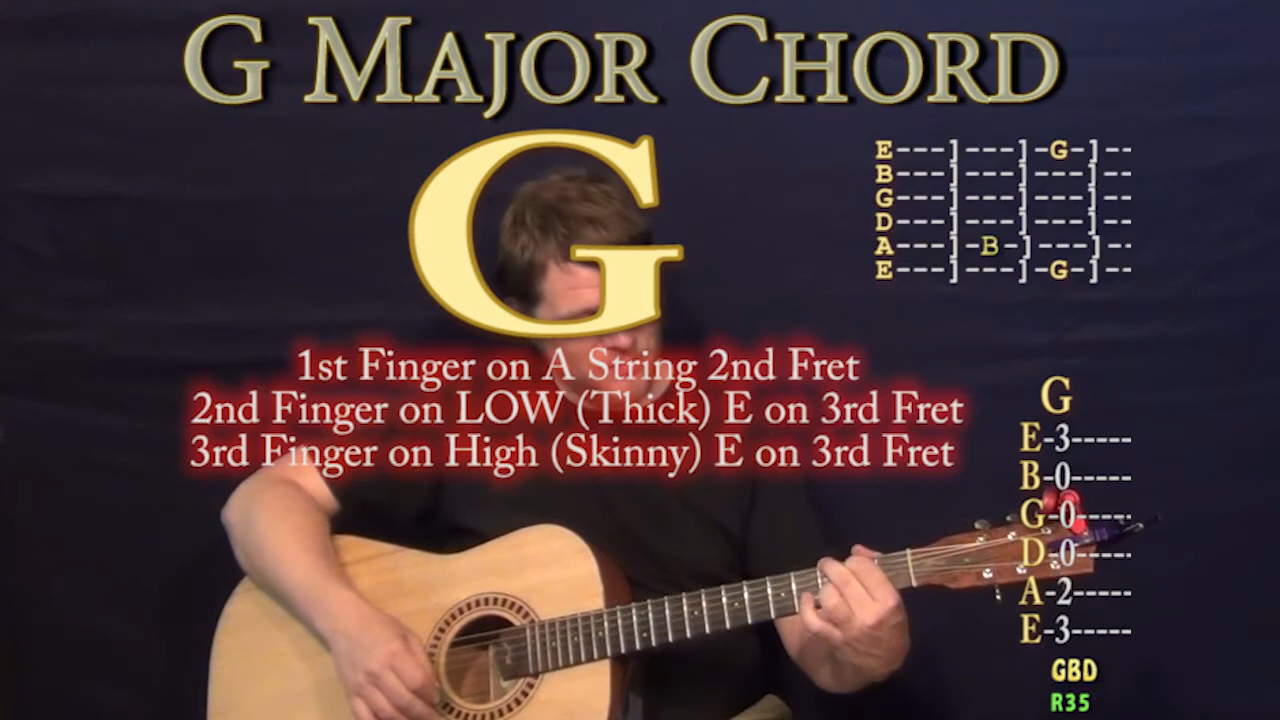 G MAJOR CHORD
G
E---]---]-G-]--
B---]---]---]--
G---]---]---]--
D---]---]---]--
A---]-B-]---]--
E---]---]-G-]--
1st Finger on A String 2nd Fret
2nd Finger on LOW (Thick) E on 3rd Fret
3rd Finger on High (Skinny) E on 3rd Fret
G
E-3-----
B-0-----
G-0-----
D-0-----
A-2-----
E-3-----
GBD
R35